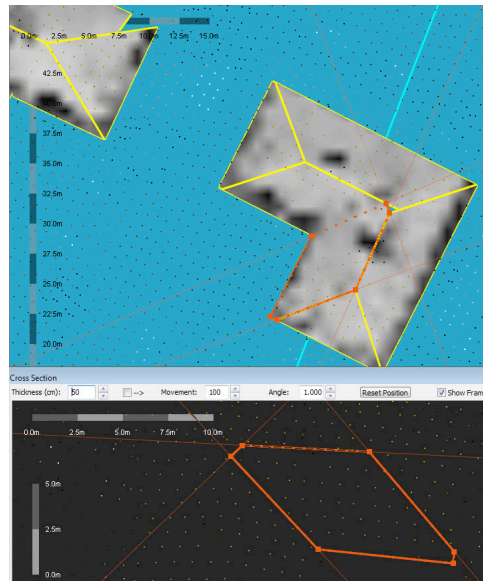 0.0m 2.5m 5.0m 7.5m 10.0m 12.5m 15.0m
42.5m
37.5m
35.0m
32.5m
30.0m
27.5m
25.0m
22.5m
20.0m
Cross Section
Thickness (cm): 50 --> Movement: 100 Angle: 1.000 Reset Position Show Fram
0.0m 2.5m 5.0m 7.5m 10.0m
5.0m
2.5m
0.0m